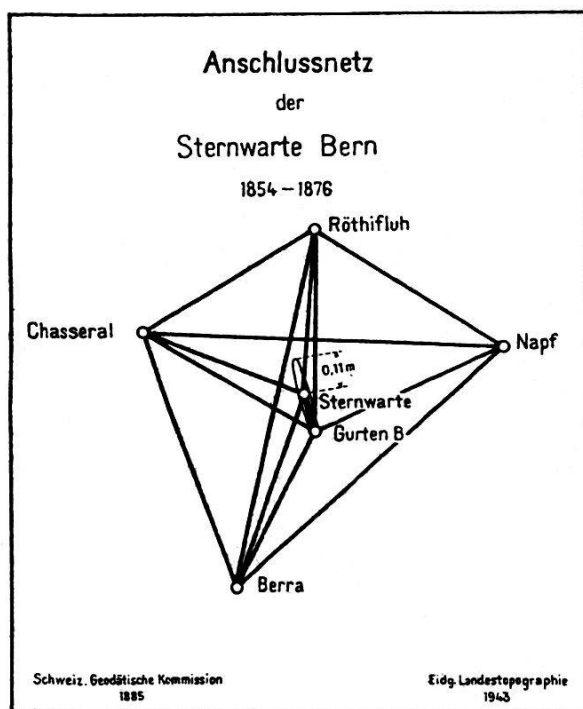 Anschlussnetz
der
Sternwarte Bern
1854 – 1876
Röthifluh
Chasseral
Napf
0,11 m
Sternwarte
Gurten B
Berra
Schweiz. Geodätische Kommission
1885
Eidg. Landestopographie
1943